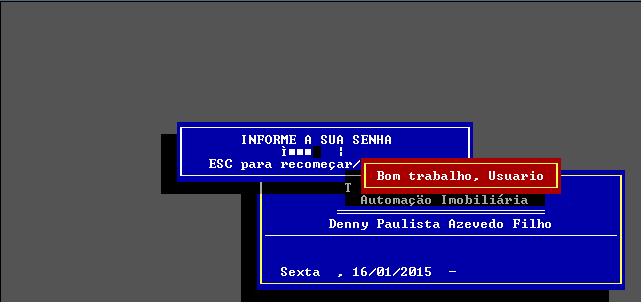 INFORME A SUA SENHA
ESC para recomeçar/
Bom trabalho, Usuario
T
Automação Imobiliária
Denny Paulista Azevedo Filho
Sexta , 16/01/2015 -